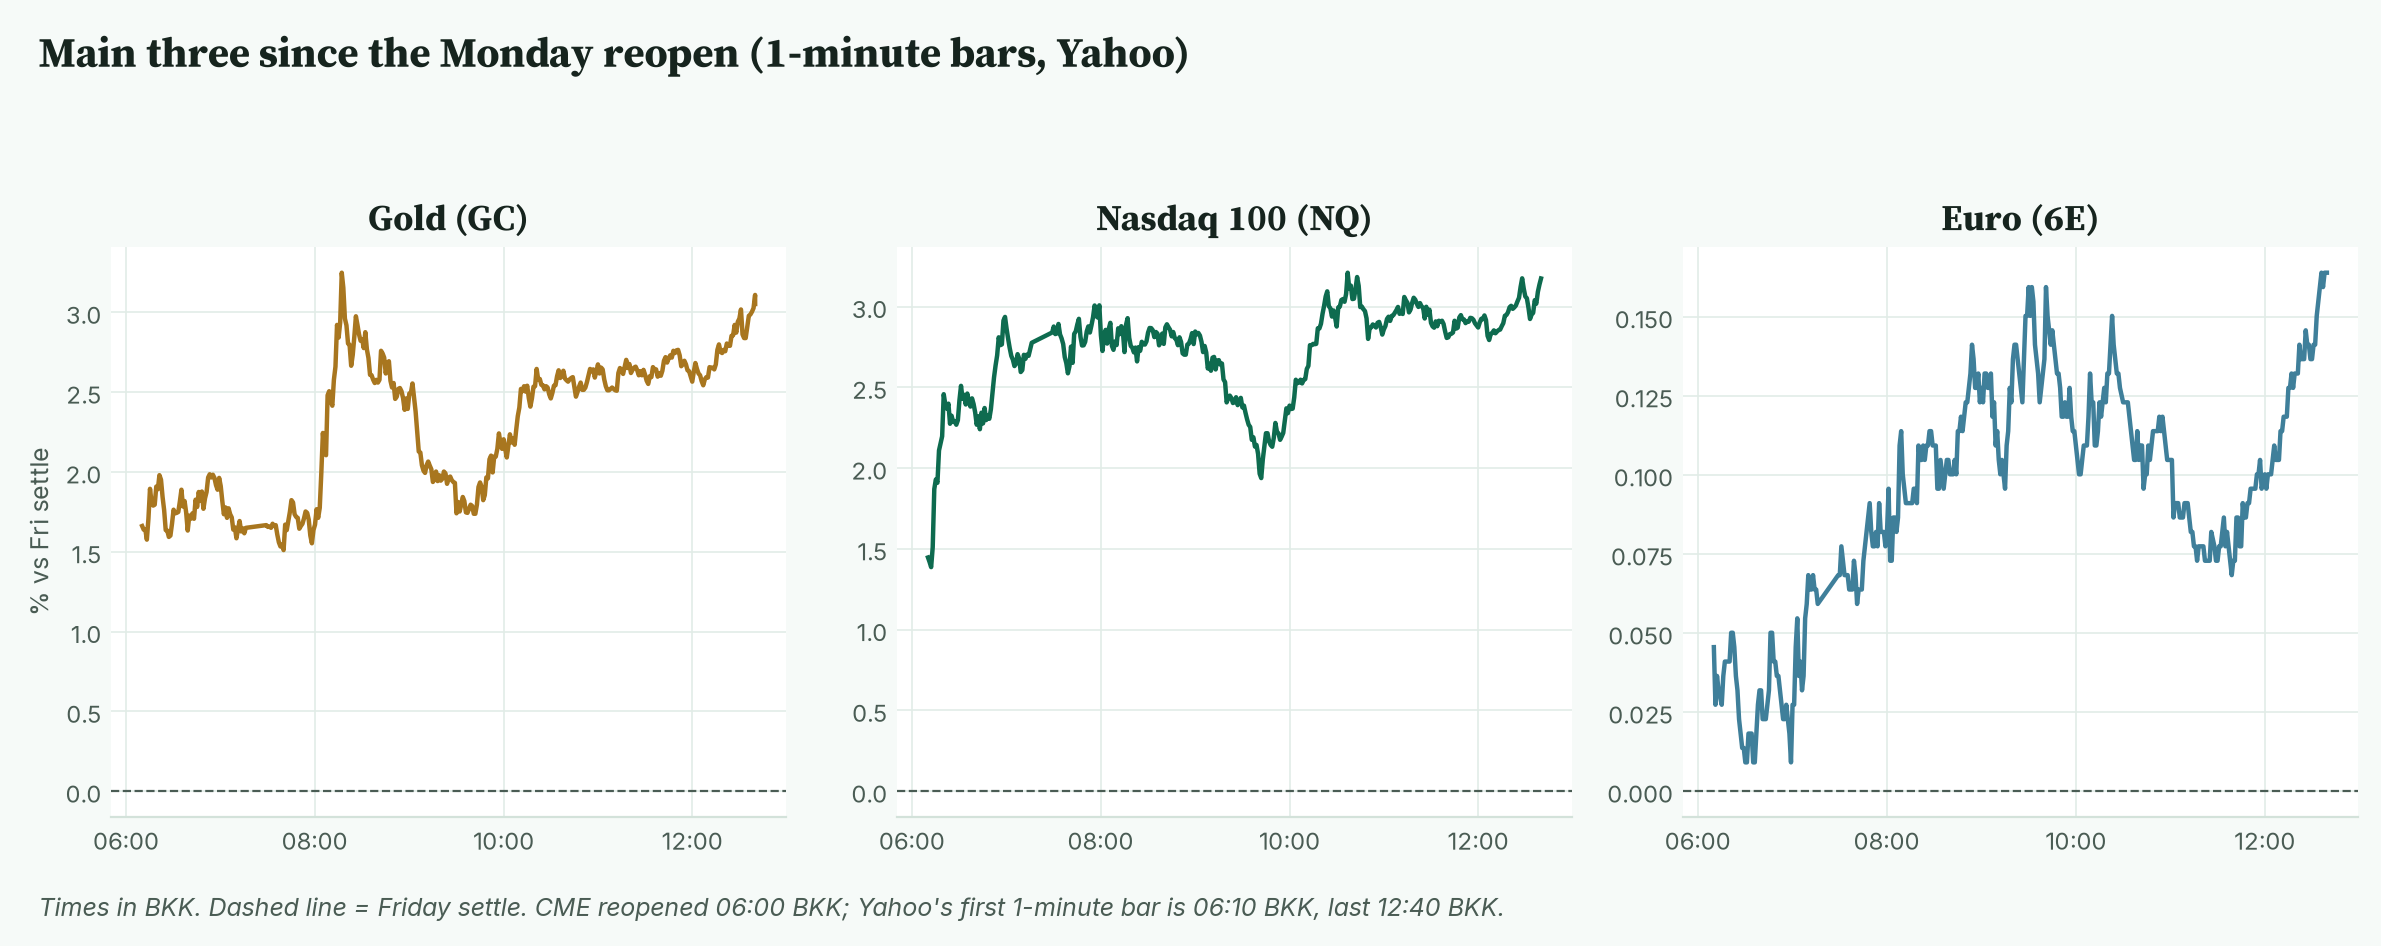 Main three since the Monday reopen (1-minute bars, Yahoo)
Gold (GC)
Nasdaq 100 (NQ)
Euro (6E)
% vs Fri settle
3.0
2.5
2.0
1.5
1.0
0.5
0.0
06:00 08:00 10:00 12:00
3.0
2.5
2.0
1.5
1.0
0.5
0.0
06:00 08:00 10:00 12:00
0.150
0.125
0.100
0.075
0.050
0.025
0.000
06:00 08:00 10:00 12:00
Times in BKK. Dashed line = Friday settle. CME reopened 06:00 BKK; Yahoo's first 1-minute bar is 06:10 BKK, last 12:40 BKK.